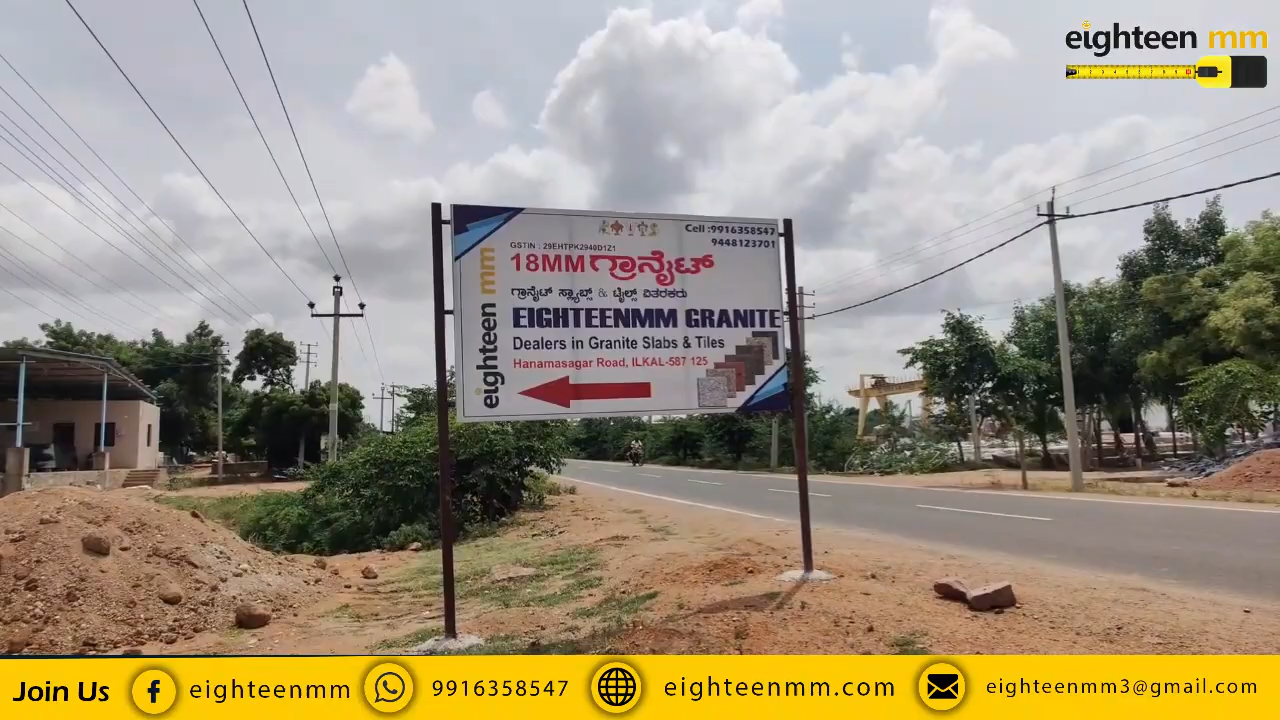 eighteen mm
Cell :9916358547
9448123701
GSTIN : 29EHTPK2940D1Z1
18MM ಗ್ರಾನೈಟ್
ಗ್ರಾನೈಟ್ ಸ್ಲ್ಯಾಬ್ಸ್ & ಟೈಲ್ಸ್ ವಿತರಕರು
EIGHTEENMM GRANITE
Dealers in Granite Slabs & Tiles
Hanamasagar Road, ILKAL-587 125
eighteen mm
Join Us eighteenmm 9916358547 eighteenmm.com eighteenmm3@gmail.com